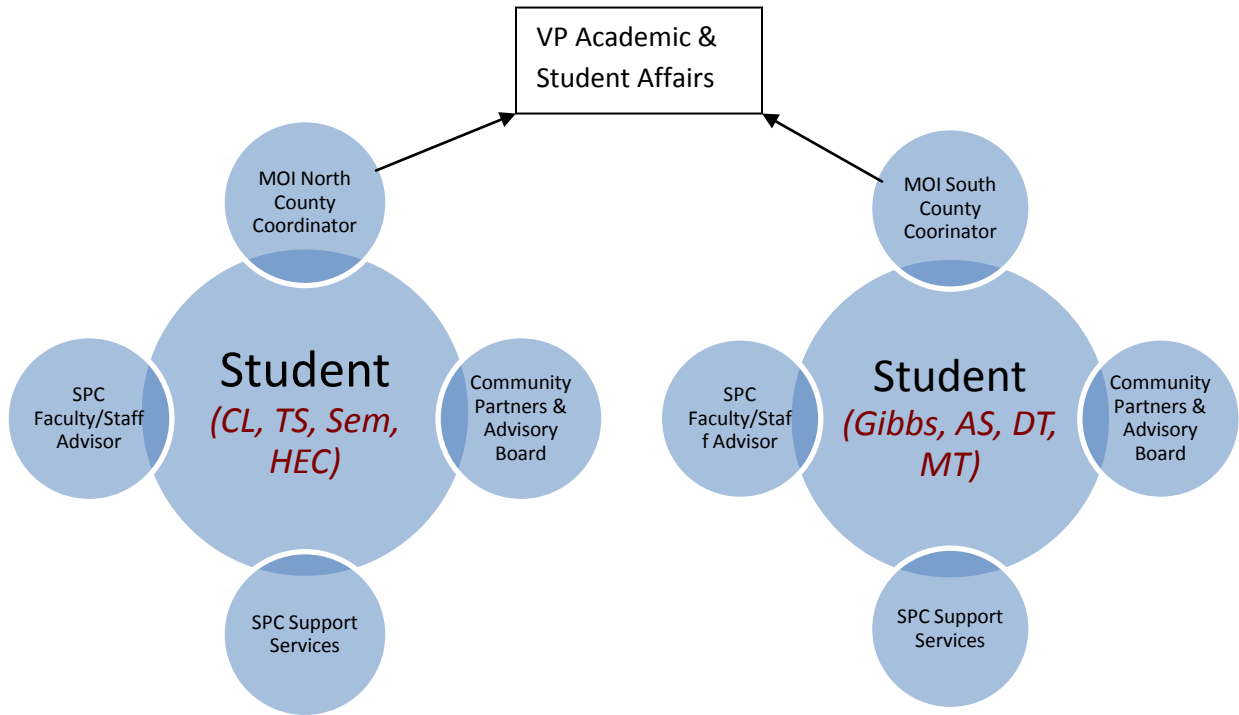 VP Academic &
Student Affairs
MOI North
County
Coordinator
Student
(CL, TS, Sem,
HEC)
SPC
Faculty/Staff
Advisor
Community
Partners &
Advisory
Board
SPC Support
Services
MOI South
County
Coorinator
Student
(Gibbs, AS, DT,
MT)
SPC
Faculty/Staf
f Advisor
Community
Partners &
Advisory
Board
SPC Support
Services